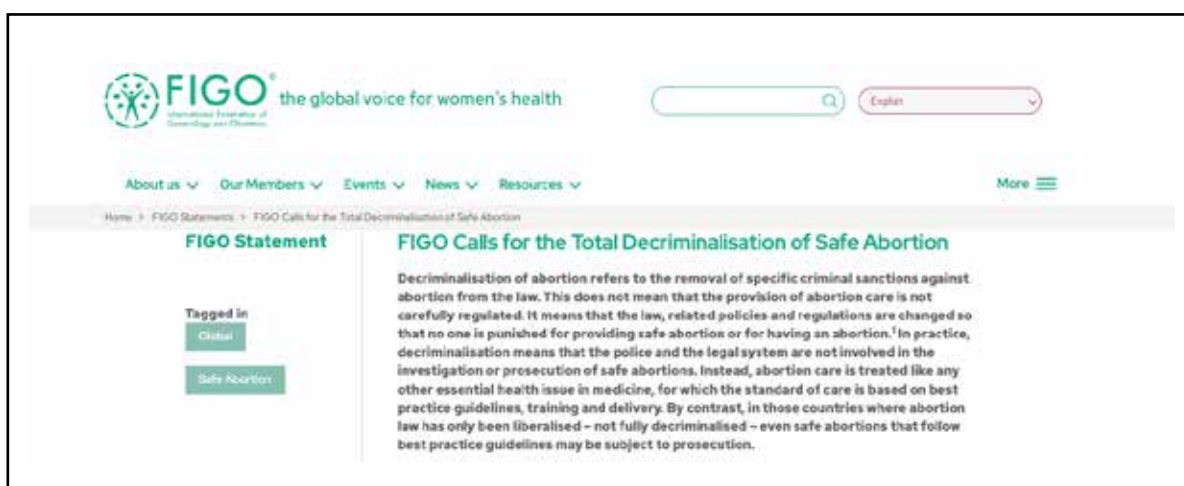 FIGO®
the global voice for women's health
International Federation of
Gynecology and Obstetrics
English
About us
Our Members
Events
News
Resources
More
Home > FIGO Statements > FIGO Calls for the Total Decriminalisation of Safe Abortion
FIGO Statement
Tagged in
Global
Safe Abortion
FIGO Calls for the Total Decriminalisation of Safe Abortion
Decriminalisation of abortion refers to the removal of specific criminal sanctions against
abortion from the law. This does not mean that the provision of abortion care is not
carefully regulated. It means that the law, related policies and regulations are changed so
that no one is punished for providing safe abortion or for having an abortion.¹ In practice,
decriminalisation means that the police and the legal system are not involved in the
investigation or prosecution of safe abortions. Instead, abortion care is treated like any
other essential health issue in medicine, for which the standard of care is based on best
practice guidelines, training and delivery. By contrast, in those countries where abortion
law has only been liberalised – not fully decriminalised – even safe abortions that follow
best practice guidelines may be subject to prosecution.